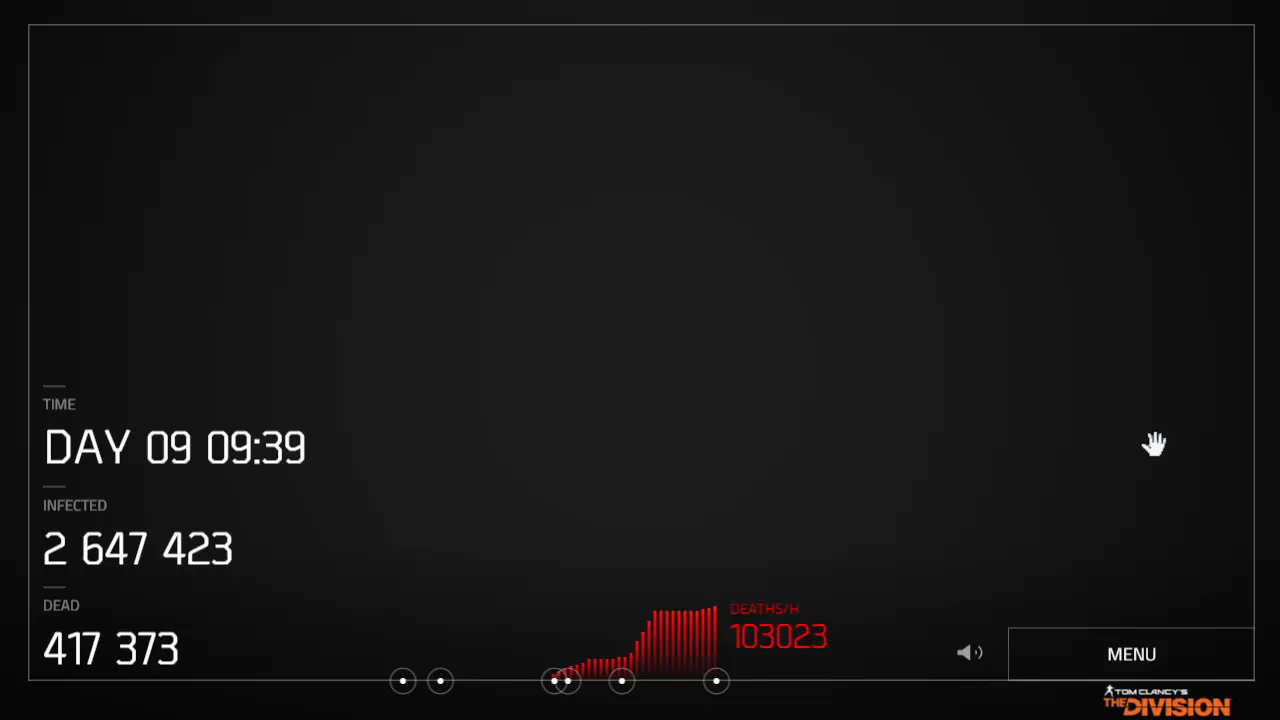 TIME
DAY 09 09:39
INFECTED
2 647 423
DEAD
417 373
DEATHS/H
103023
MENU
TOM CLANCY'S
THE DIVISION